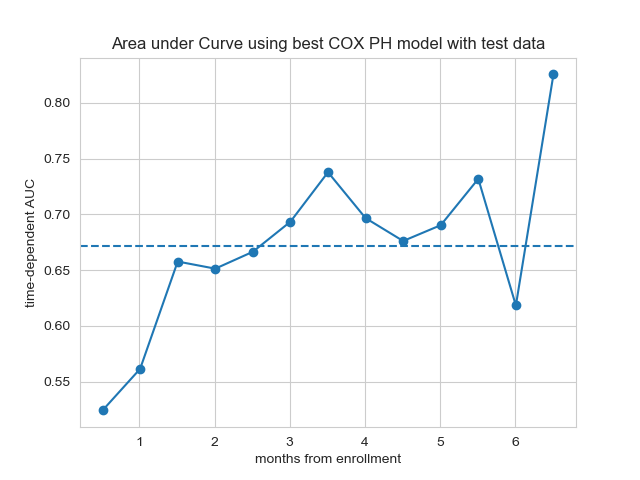 Area under Curve using best COX PH model with test data
time-dependent AUC
0.80
0.75
0.70
0.65
0.60
0.55
1 2 3 4 5 6
months from enrollment